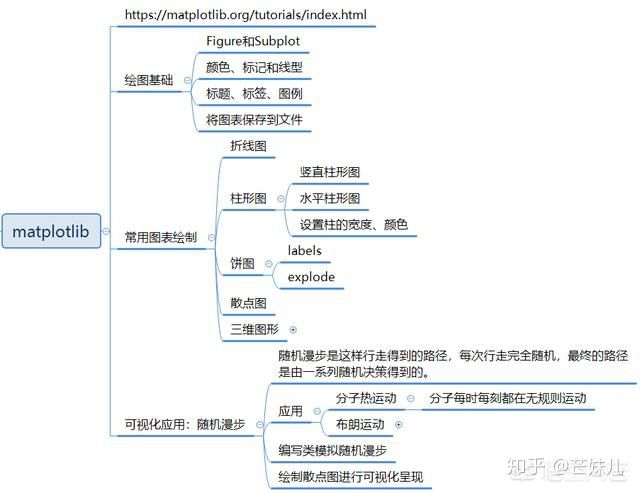 https://matplotlib.org/tutorials/index.html
Figure和Subplot
颜色、标记和线型
绘图基础
标题、标签、图例
将图表保存到文件
折线图
竖直柱形图
柱形图
水平柱形图
设置柱的宽度、颜色
matplotlib
常用图表绘制
labels
饼图
explode
散点图
三维图形
随机漫步是这样行走得到的路径，每次行走完全随机，最终的路径
是由一系列随机决策得到的。
分子热运动
分子每时每刻都在无规则运动
应用
布朗运动
可视化应用：随机漫步
编写类模拟随机漫步
绘制散点图进行可视化呈现
知乎 @芒妹儿